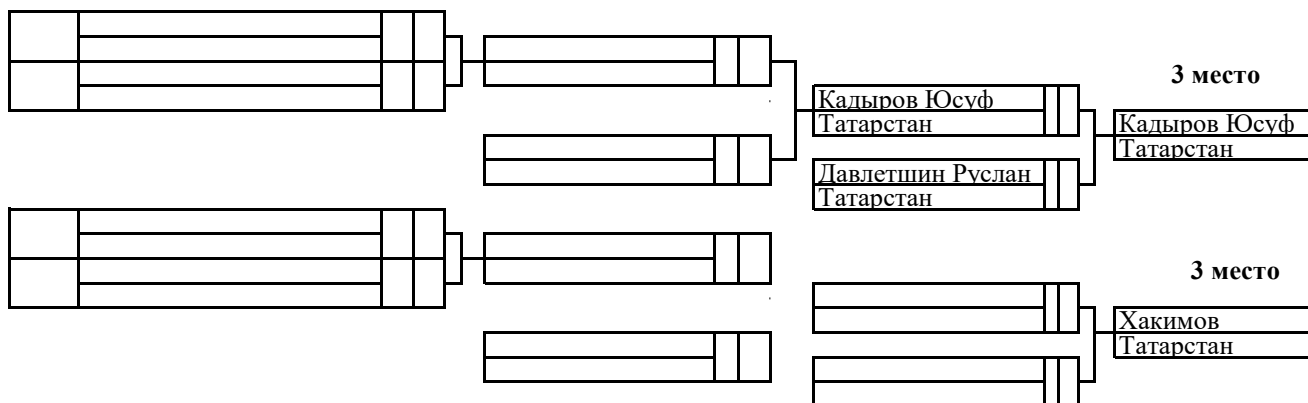 3 место
Кадыров Юсуф
Татарстан
Кадыров Юсуф
Татарстан
Давлетшин Руслан
Татарстан
3 место
Хакимов
Татарстан